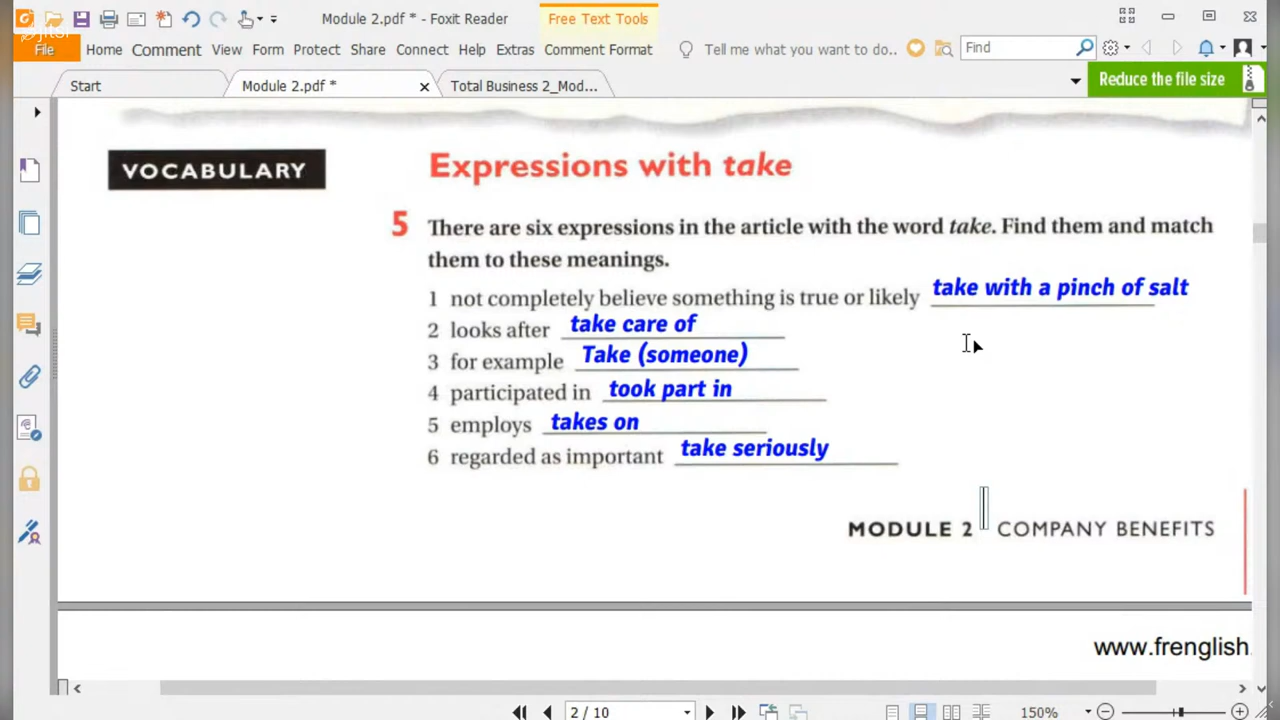 Module 2.pdf * - Foxit Reader
Free Text Tools
File Home Comment View Form Protect Share Connect Help Extras Comment Format Tell me what you want to do.. Find
Start Module 2.pdf * Total Business 2_Mod... Reduce the file size
VOCABULARY
Expressions with take
5 There are six expressions in the article with the word take. Find them and match
them to these meanings.
1 not completely believe something is true or likely take with a pinch of salt
2 looks after take care of
3 for example Take (someone)
4 participated in took part in
5 employs takes on
6 regarded as important take seriously
MODULE 2 COMPANY BENEFITS
www.frenglish.
2 / 10 150%